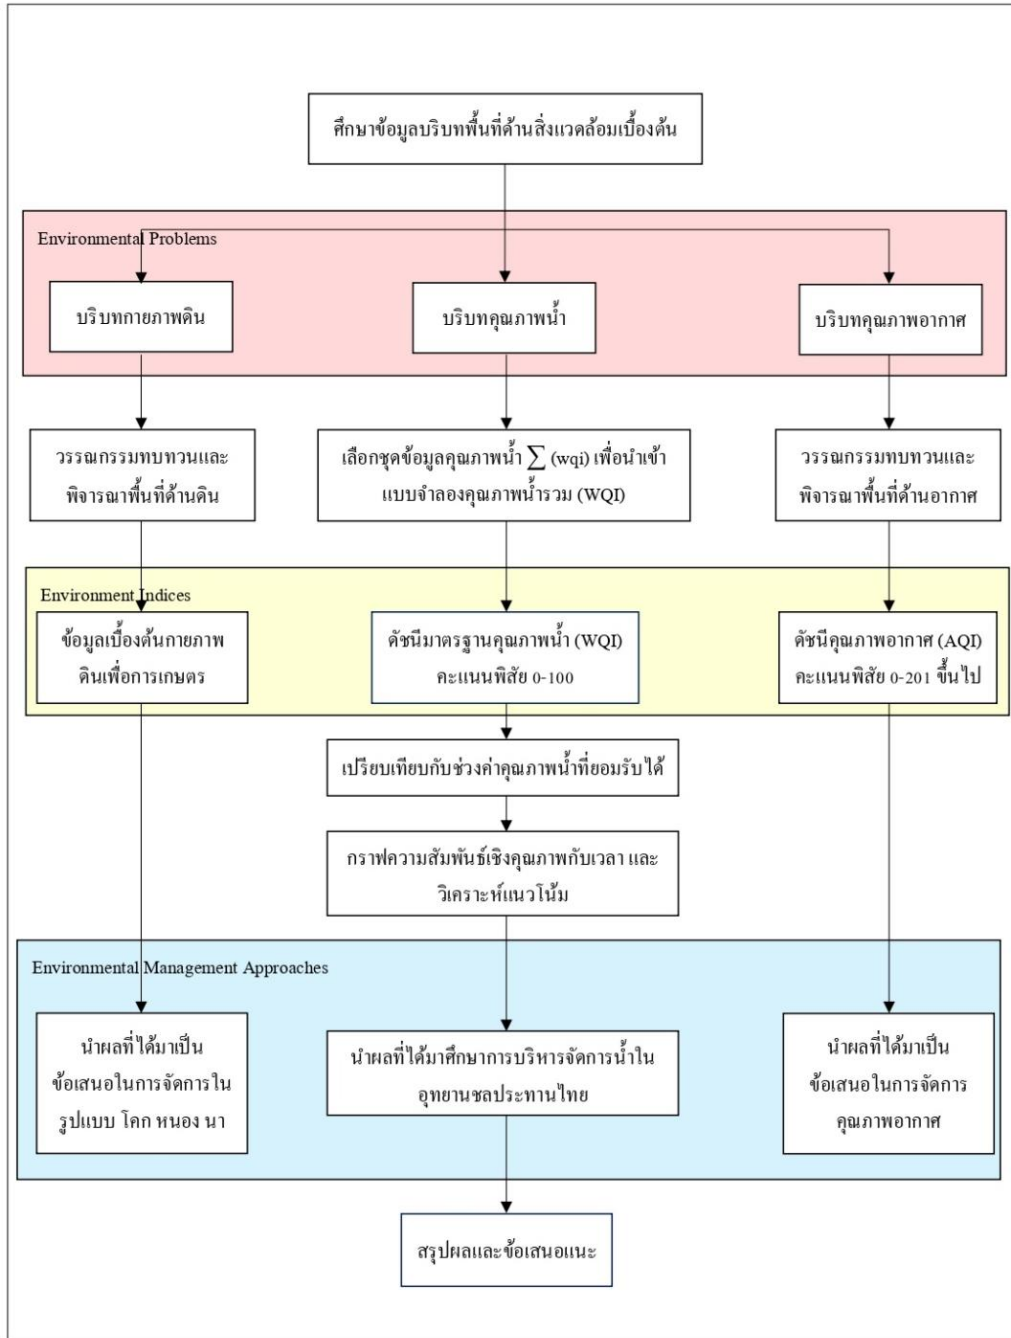 ศึกษาข้อมูลบริบทพื้นที่ด้านสิ่งแวดล้อมเบื้องต้น
Environmental Problems
บริบทกายภาพดิน
บริบทคุณภาพน้ำ
บริบทคุณภาพอากาศ
วรรณกรรมทบทวนและ
พิจารณาพื้นที่ด้านดิน
เลือกชุดข้อมูลคุณภาพน้ำ ∑ (wqi) เพื่อนำเข้า
แบบจำลองคุณภาพน้ำรวม (WQI)
วรรณกรรมทบทวนและ
พิจารณาพื้นที่ด้านอากาศ
Environment Indices
ข้อมูลเบื้องต้นกายภาพ
ดินเพื่อการเกษตร
ดัชนีมาตรฐานคุณภาพน้ำ (WQI)
คะแนนพิสัย 0-100
ดัชนีคุณภาพอากาศ (AQI)
คะแนนพิสัย 0-201 ขึ้นไป
เปรียบเทียบกับช่วงค่าคุณภาพน้ำที่ยอมรับได้
กราฟความสัมพันธ์เชิงคุณภาพกับเวลา และ
วิเคราะห์แนวโน้ม
Environmental Management Approaches
นำผลที่ได้มาเป็น
ข้อเสนอในการจัดการใน
รูปแบบ โคก หนอง นา
นำผลที่ได้มาศึกษาการบริหารจัดการน้ำใน
อุทยานชลประทานไทย
นำผลที่ได้มาเป็น
ข้อเสนอในการจัดการ
คุณภาพอากาศ
สรุปผลและข้อเสนอแนะ